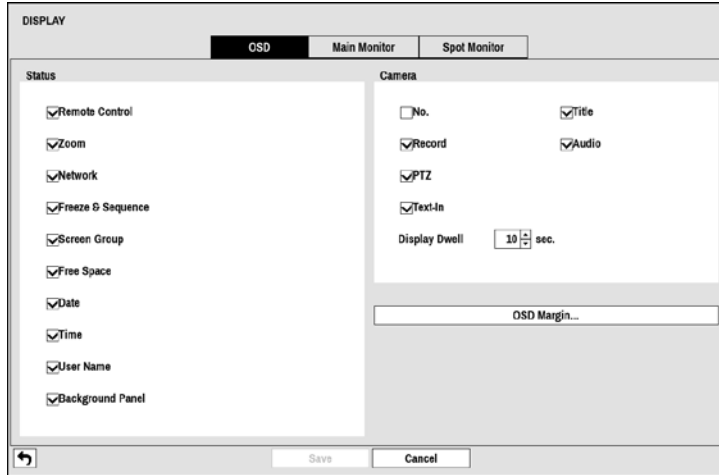 DISPLAY
OSD Main Monitor Spot Monitor
Status
Remote Control
Zoom
Network
Freeze & Sequence
Screen Group
Free Space
Date
Time
User Name
Background Panel
Camera
No. Title
Record Audio
PTZ
Text-In
Display Dwell 10 sec.
OSD Margin...
Save Cancel